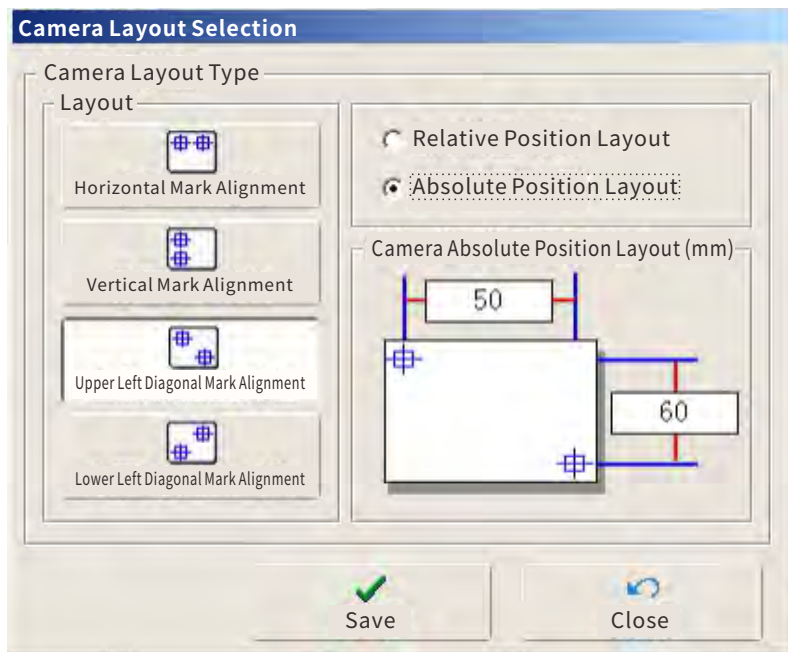 Camera Layout Selection
Camera Layout Type
Layout
Horizontal Mark Alignment
Vertical Mark Alignment
Upper Left Diagonal Mark Alignment
Lower Left Diagonal Mark Alignment
Relative Position Layout
Absolute Position Layout
Camera Absolute Position Layout (mm)
50
60
Save
Close